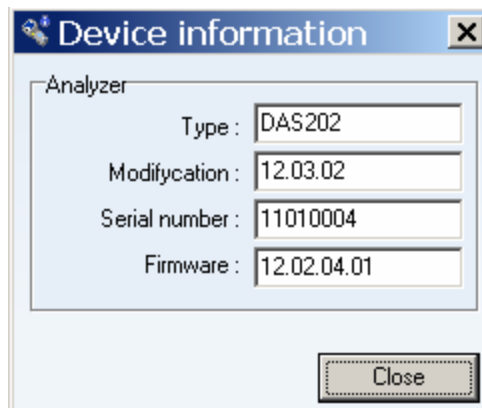 Device information
Analyzer
Type : DAS202
Modifycation : 12.03.02
Serial number : 11010004
Firmware : 12.02.04.01
Close